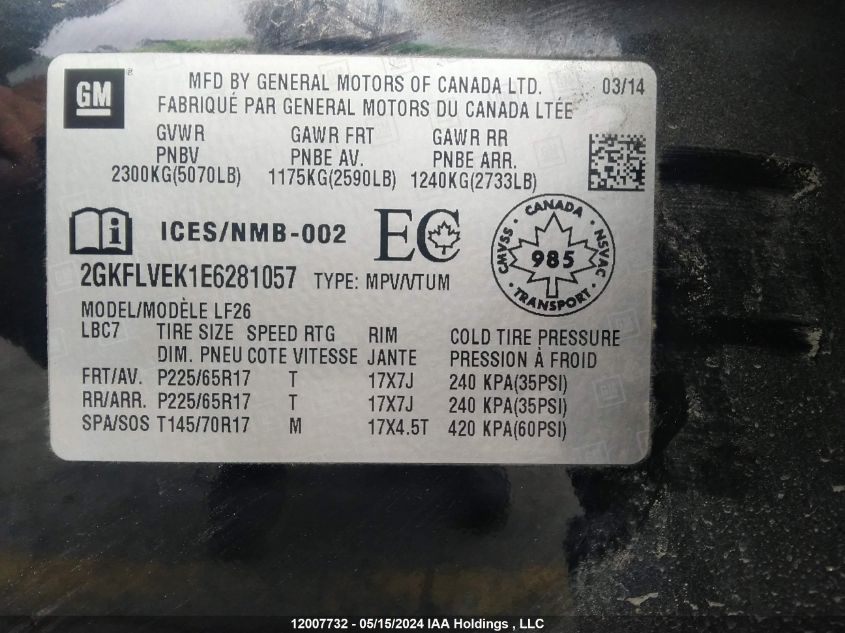 GM
MFD BY GENERAL MOTORS OF CANADA LTD. 03/14
FABRIQUÉ PAR GENERAL MOTORS DU CANADA LTÉE
GVWR GAWR FRT GAWR RR
PNBV PNBE AV. PNBE ARR.
2300KG(5070LB) 1175KG(2590LB) 1240KG(2733LB)
i ICES/NMB-002 EC
CANADA
CMVSS 985 NSVAC
TRANSPORT
2GKFLVEK1E6281057 TYPE: MPV/VTUM
MODEL/MODÈLE LF26
LBC7 TIRE SIZE SPEED RTG RIM COLD TIRE PRESSURE
DIM. PNEU COTE VITESSE JANTE PRESSION À FROID
FRT/AV. P225/65R17 T 17X7J 240 KPA(35PSI)
RR/ARR. P225/65R17 T 17X7J 240 KPA(35PSI)
SPA/SOS T145/70R17 M 17X4.5T 420 KPA(60PSI)
12007732 - 05/15/2024 IAA Holdings , LLC